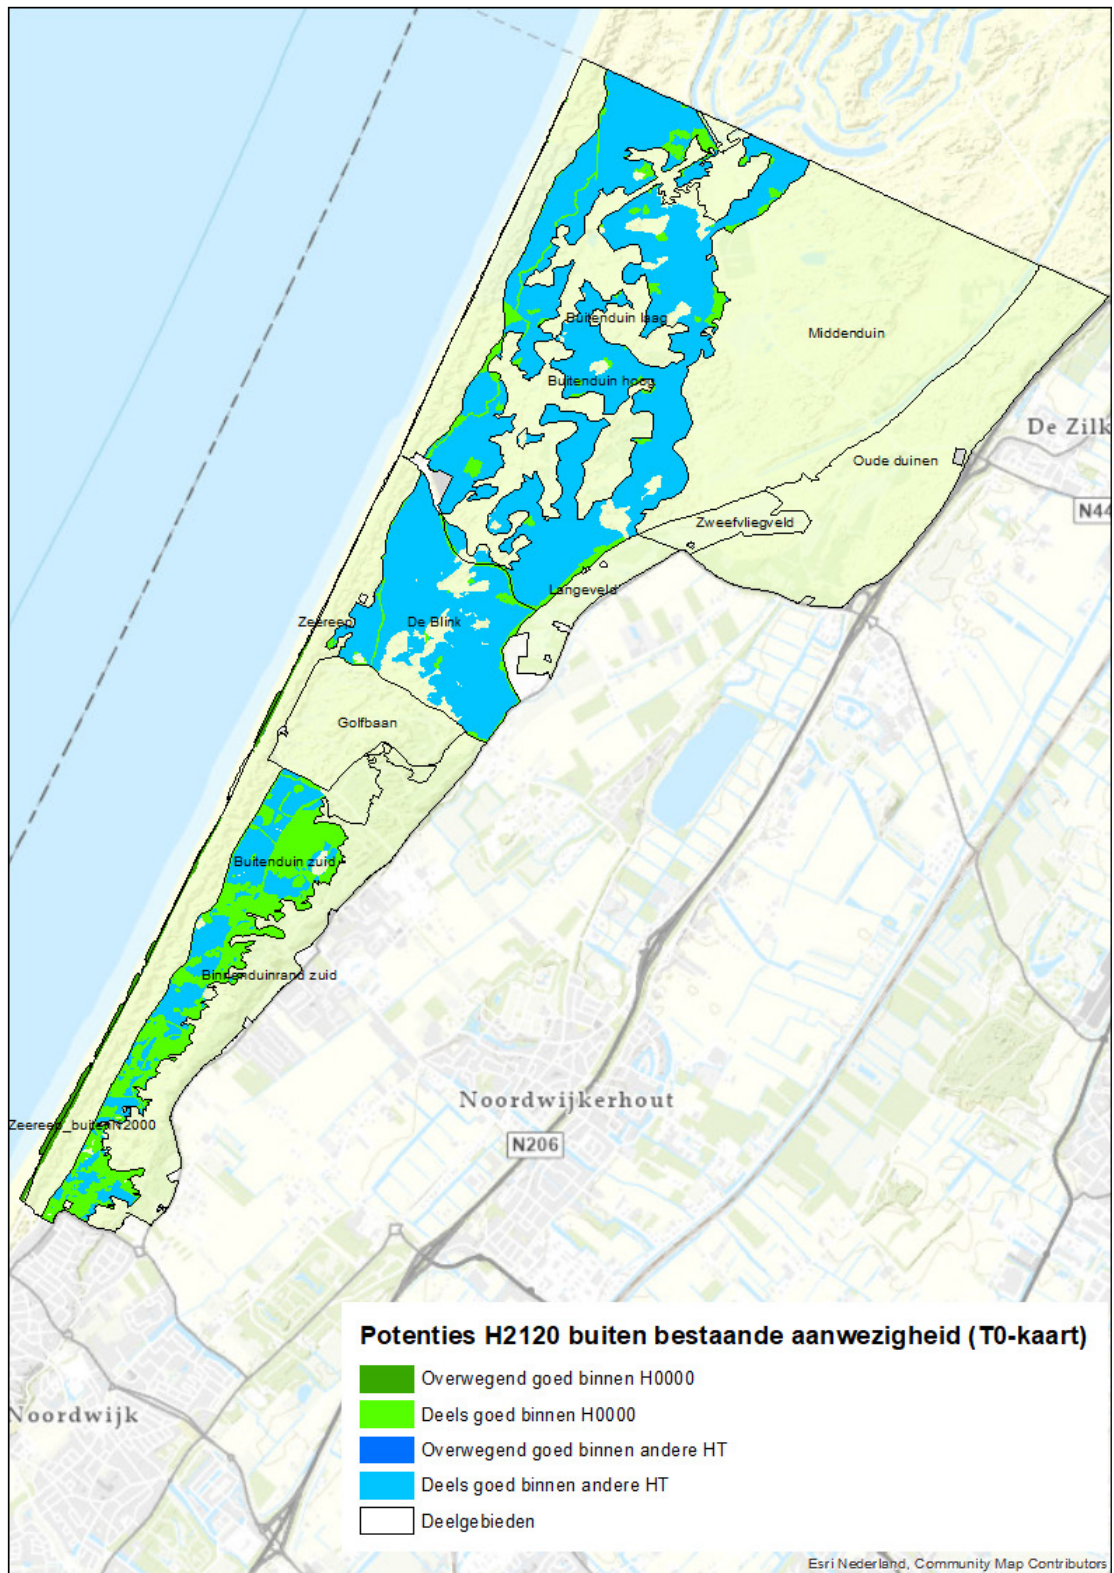 Buitenduin laag
Middenduin
Buitenduin hoog
De Zilk
Oude duinen
N44
Zweefvliegveld
Langeveld
Zeereep
De Blink
Golfbaan
Buitenduin zuid
Binnenduinrand zuid
Noordwijkerhout
Zeereep_buitenN2000
N206
Potenties H2120 buiten bestaande aanwezigheid (T0-kaart)
Overwegend goed binnen H0000
Deels goed binnen H0000
Noordwijk
Overwegend goed binnen andere HT
Deels goed binnen andere HT
Deelgebieden
Esri Nederland, Community Map Contributors